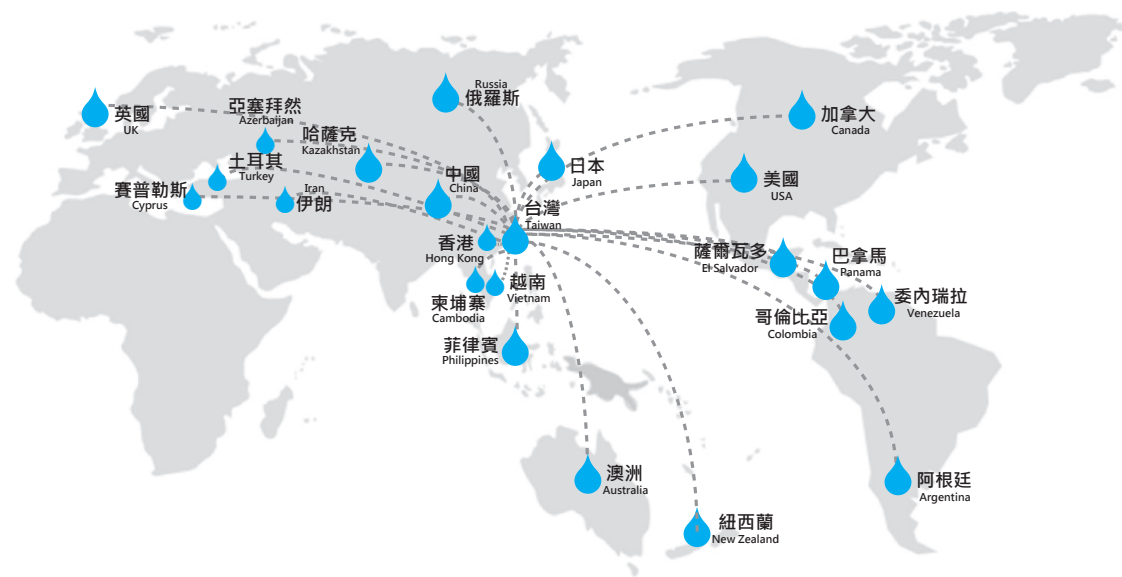 Russia
俄羅斯
英國
UK
亞塞拜然
Azerbaijan
哈薩克
Kazakhstan
加拿大
Canada
土耳其
Turkey
中國
China
日本
Japan
美國
USA
賽普勒斯
Cyprus
Iran
伊朗
台灣
Taiwan
香港
Hong Kong
薩爾瓦多
El Salvador
巴拿馬
Panama
越南
Vietnam
柬埔寨
Cambodia
委內瑞拉
Venezuela
哥倫比亞
Colombia
菲律賓
Philippines
澳洲
Australia
阿根廷
Argentina
紐西蘭
New Zealand